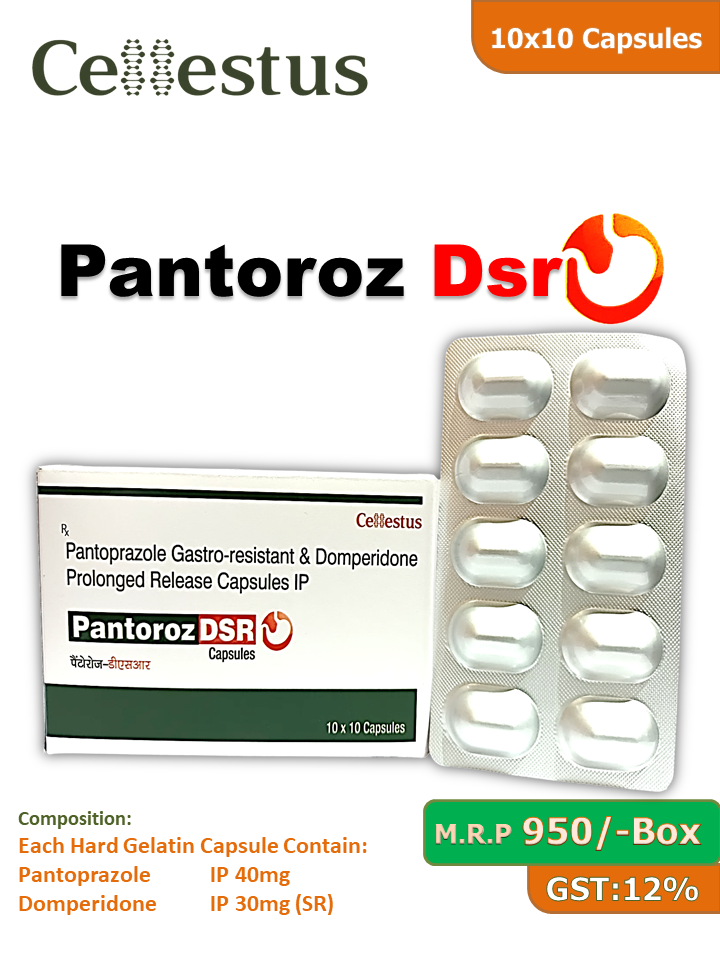 Cellestus
10x10 Capsules
Pantoroz Dsr
Cellestus
Rx
Pantoprazole Gastro-resistant & Domperidone
Prolonged Release Capsules IP
Pantoroz DSR
Capsules
पैंटोरोज-डीएसआर
10 x 10 Capsules
Composition:
Each Hard Gelatin Capsule Contain:
Pantoprazole IP 40mg
Domperidone IP 30mg (SR)
M.R.P 950/-Box
GST:12%